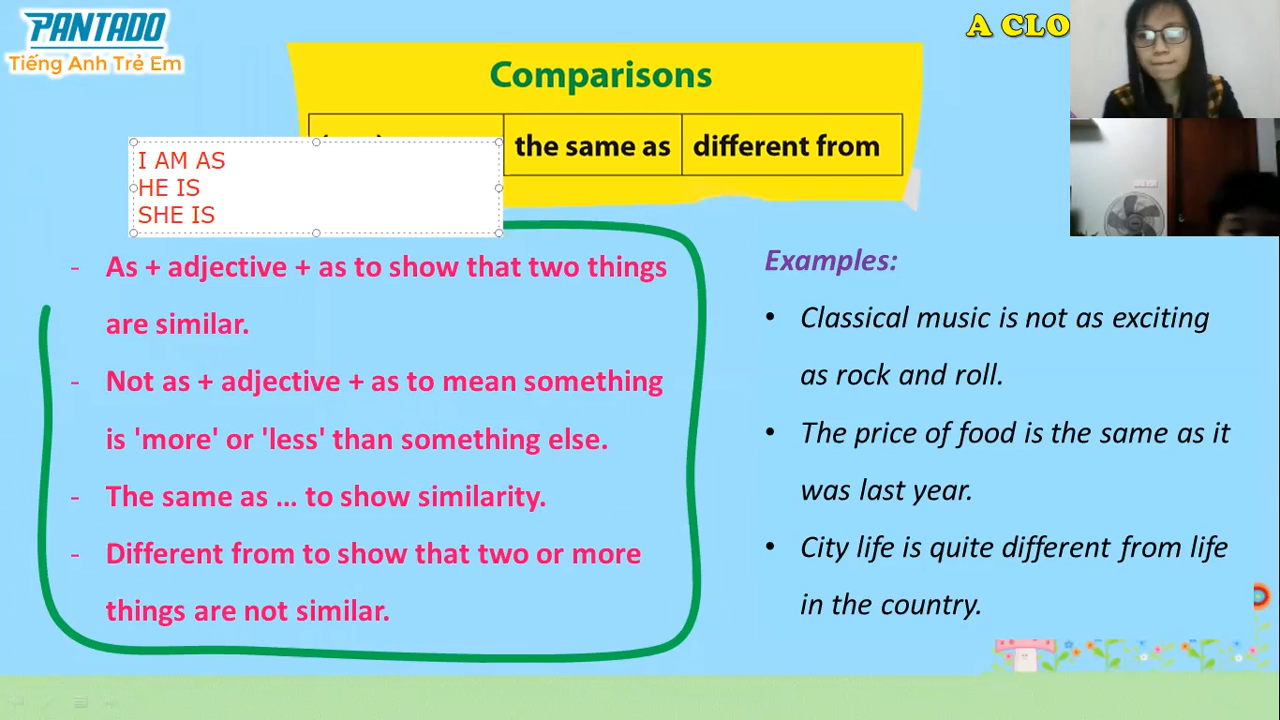 PANTADO
Tiếng Anh Trẻ Em
A CLO
Comparisons
the same as
different from
I AM AS
HE IS
SHE IS
- As + adjective + as to show that two things
are similar.
- Not as + adjective + as to mean something
is 'more' or 'less' than something else.
- The same as ... to show similarity.
- Different from to show that two or more
things are not similar.
Examples:
• Classical music is not as exciting
as rock and roll.
• The price of food is the same as it
was last year.
• City life is quite different from life
in the country.